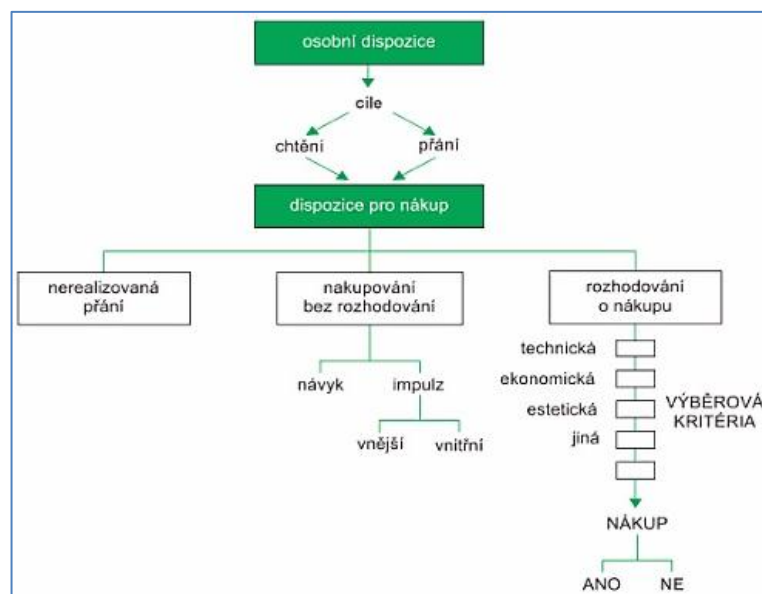 osobní dispozice
cile
chtění
přání
dispozice pro nákup
nerealizovaná
přání
nakupování
bez rozhodování
rozhodování
o nákupu
návyk
impulz
vnější
vnitřní
technická
ekonomická
estetická
jiná
VÝBĚROVÁ
KRITÉRIA
NÁKUP
ANO
NE